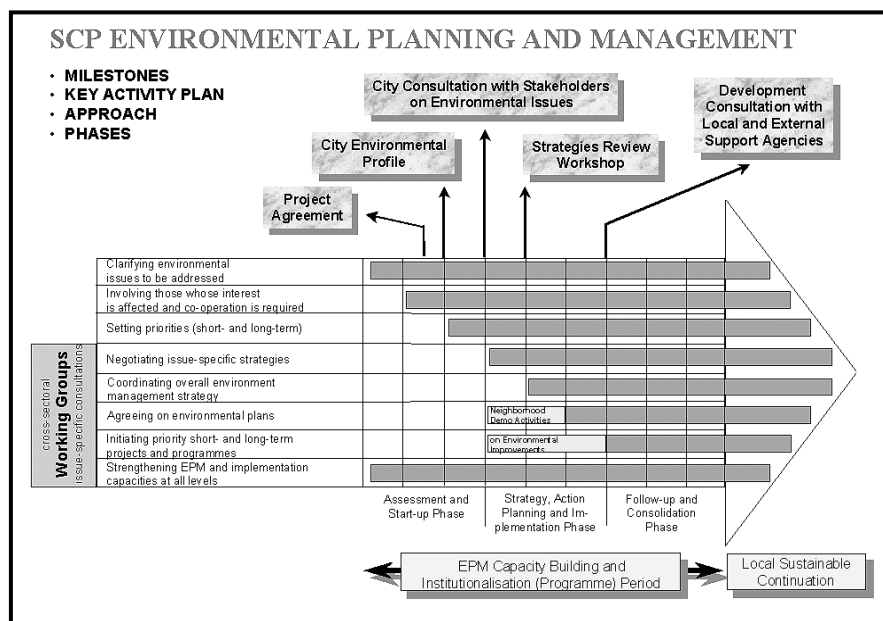 SCP ENVIRONMENTAL PLANNING AND MANAGEMENT
• MILESTONES
• KEY ACTIVITY PLAN
• APPROACH
• PHASES
City Consultation with Stakeholders
on Environmental Issues
Development
Consultation with
Local and External
Support Agencies
City Environmental
Profile
Strategies Review
Workshop
Project
Agreement
Clarifying environmental
issues to be addressed
Involving those whose interest
is affected and co-operation is required
Setting priorities (short- and long-term)
cross-sectoral
Working Groups
issue-specific consultations
Negotiating issue-specific strategies
Coordinating overall environment
management strategy
Agreeing on environmental plans
Neighborhood
Demo Activities
Initiating priority short- and long-term
projects and programmes
on Environmental
Improvements
Strengthening EPM and implementation
capacities at all levels
Assessment and
Start-up Phase
Strategy, Action
Planning and Im-
plementation Phase
Follow-up and
Consolidation
Phase
EPM Capacity Building and
Institutionalisation (Programme) Period
Local Sustainable
Continuation